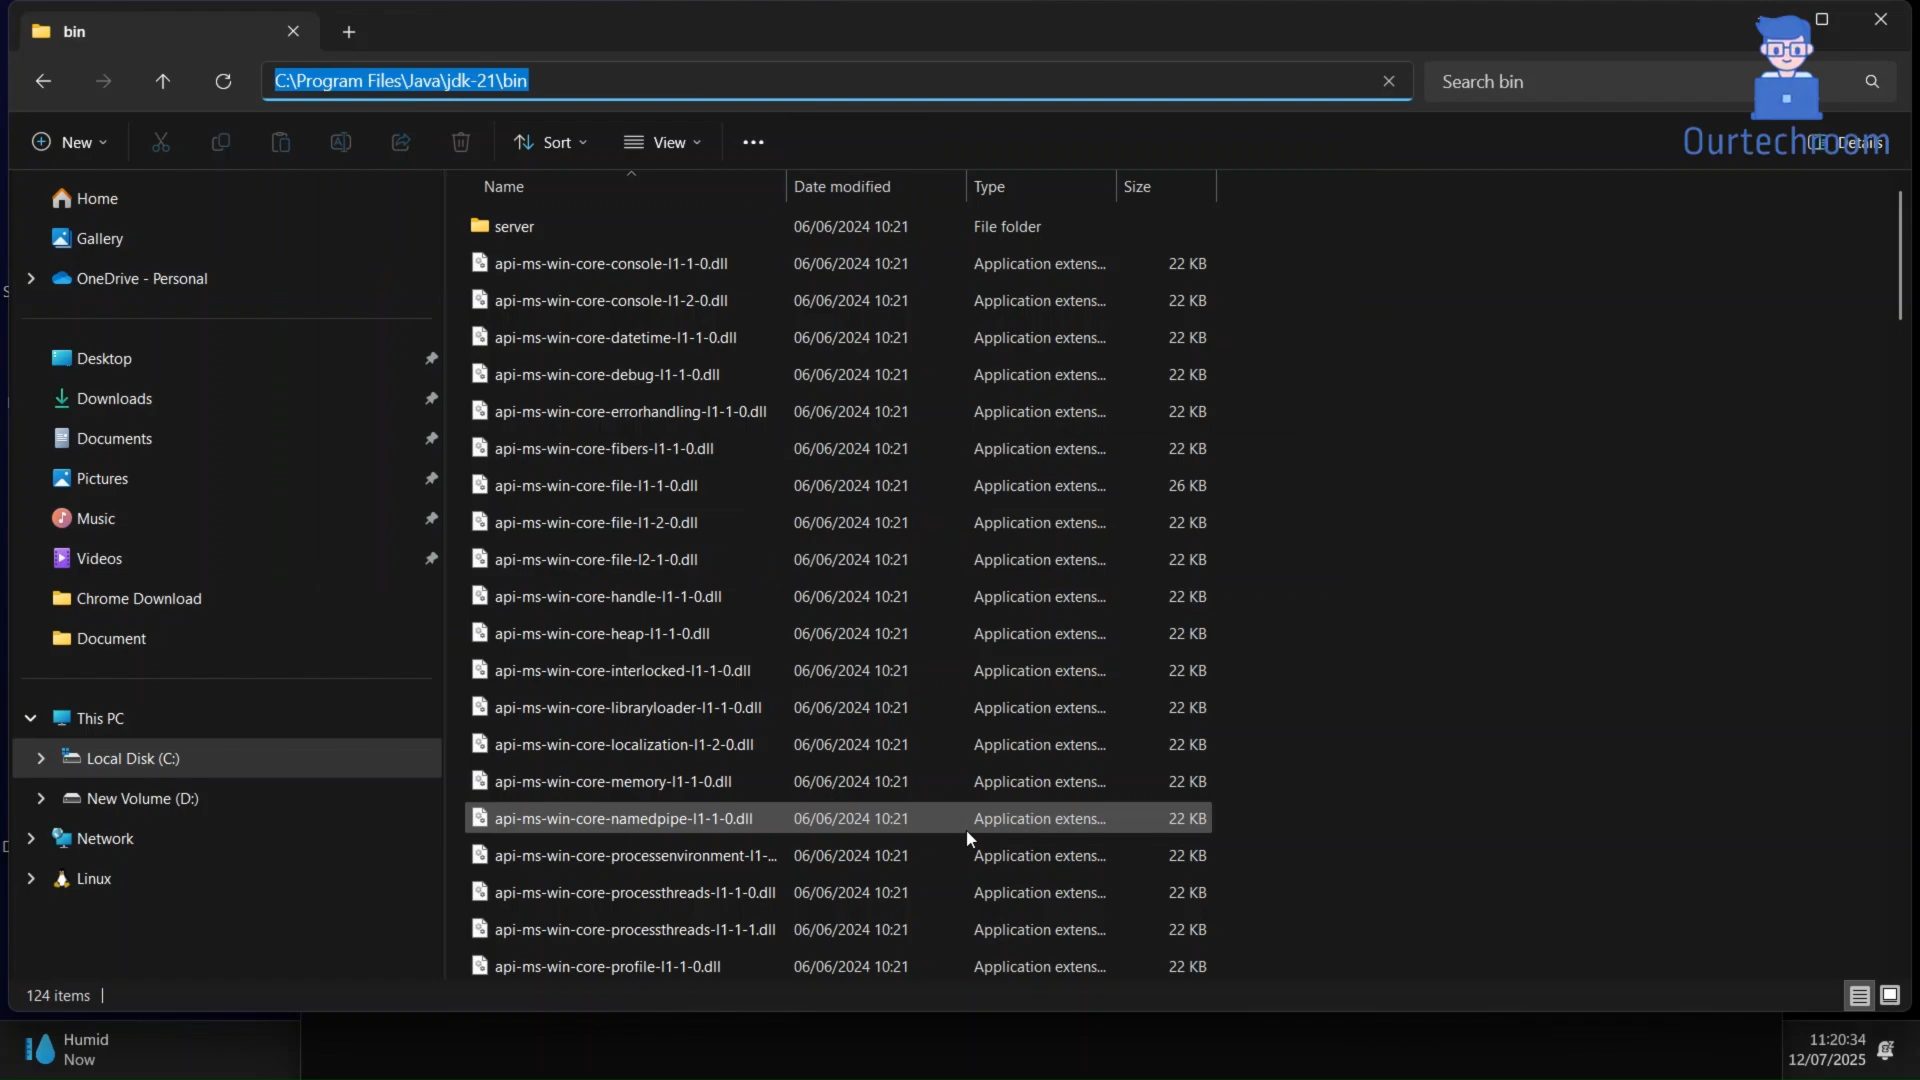 bin
C:\Program Files\Java\jdk-21\bin
Search bin
New
Sort
View
Ourtechroom
Details
Home
Gallery
OneDrive - Personal
Desktop
Downloads
Documents
Pictures
Music
Videos
Chrome Download
Document
This PC
Local Disk (C:)
New Volume (D:)
Network
Linux
Name Date modified Type Size
server 06/06/2024 10:21 File folder
api-ms-win-core-console-l1-1-0.dll 06/06/2024 10:21 Application extens... 22 KB
api-ms-win-core-console-l1-2-0.dll 06/06/2024 10:21 Application extens... 22 KB
api-ms-win-core-datetime-l1-1-0.dll 06/06/2024 10:21 Application extens... 22 KB
api-ms-win-core-debug-l1-1-0.dll 06/06/2024 10:21 Application extens... 22 KB
api-ms-win-core-errorhandling-l1-1-0.dll 06/06/2024 10:21 Application extens... 22 KB
api-ms-win-core-fibers-l1-1-0.dll 06/06/2024 10:21 Application extens... 22 KB
api-ms-win-core-file-l1-1-0.dll 06/06/2024 10:21 Application extens... 26 KB
api-ms-win-core-file-l1-2-0.dll 06/06/2024 10:21 Application extens... 22 KB
api-ms-win-core-file-l2-1-0.dll 06/06/2024 10:21 Application extens... 22 KB
api-ms-win-core-handle-l1-1-0.dll 06/06/2024 10:21 Application extens... 22 KB
api-ms-win-core-heap-l1-1-0.dll 06/06/2024 10:21 Application extens... 22 KB
api-ms-win-core-interlocked-l1-1-0.dll 06/06/2024 10:21 Application extens... 22 KB
api-ms-win-core-libraryloader-l1-1-0.dll 06/06/2024 10:21 Application extens... 22 KB
api-ms-win-core-localization-l1-2-0.dll 06/06/2024 10:21 Application extens... 22 KB
api-ms-win-core-memory-l1-1-0.dll 06/06/2024 10:21 Application extens... 22 KB
api-ms-win-core-namedpipe-l1-1-0.dll 06/06/2024 10:21 Application extens... 22 KB
api-ms-win-core-processenvironment-l1-... 06/06/2024 10:21 Application extens... 22 KB
api-ms-win-core-processthreads-l1-1-0.dll 06/06/2024 10:21 Application extens... 22 KB
api-ms-win-core-processthreads-l1-1-1.dll 06/06/2024 10:21 Application extens... 22 KB
api-ms-win-core-profile-l1-1-0.dll 06/06/2024 10:21 Application extens... 22 KB
124 items
Humid
Now
11:20:34
12/07/2025